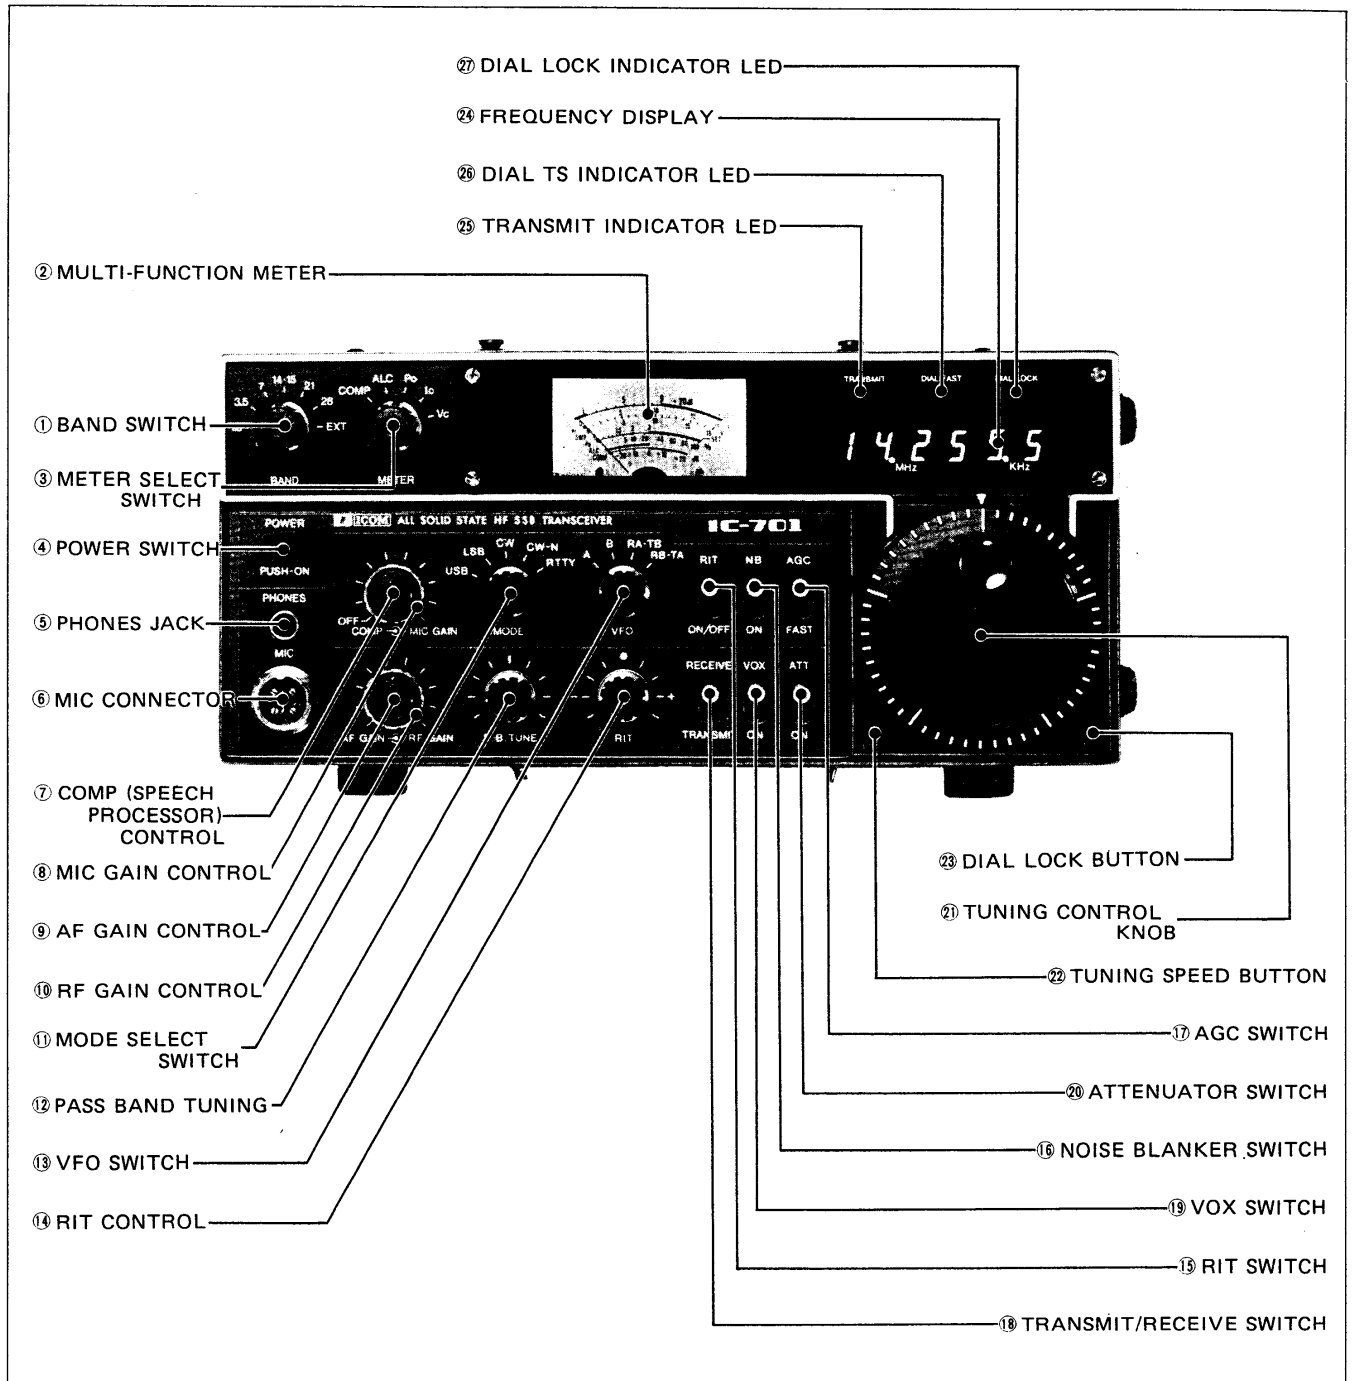 ㉗ DIAL LOCK INDICATOR LED
㉔ FREQUENCY DISPLAY
㉖ DIAL TS INDICATOR LED
㉕ TRANSMIT INDICATOR LED
② MULTI-FUNCTION METER
① BAND SWITCH
③ METER SELECT
SWITCH
④ POWER SWITCH
⑤ PHONES JACK
⑥ MIC CONNECTOR
⑦ COMP (SPEECH
PROCESSOR)
CONTROL
⑧ MIC GAIN CONTROL
⑨ AF GAIN CONTROL
⑩ RF GAIN CONTROL
⑪ MODE SELECT
SWITCH
⑫ PASS BAND TUNING
⑬ VFO SWITCH
⑭ RIT CONTROL
3.5 7 14 15 21 28 EXT
BAND
COMP ALC Po Ic Vc
METER
TRANSMIT DIAL FAST DIAL LOCK
14.255.5
MHz KHz
POWER
PUSH-ON
PHONES
MIC
ICOM ALL SOLID STATE HF SSB TRANSCEIVER
IC-701
OFF
COMP MIC GAIN
USB LSB CW CW-N RTTY
MODE
A B RA-TB RB-TA
VFO
RIT NB AGC
ON/OFF ON FAST
RECEIVE VOX ATT
TRANSMIT ON ON
AF GAIN RF GAIN
P.B. TUNE
- +
RIT
㉓ DIAL LOCK BUTTON
㉑ TUNING CONTROL
KNOB
㉒ TUNING SPEED BUTTON
⑰ AGC SWITCH
⑳ ATTENUATOR SWITCH
⑯ NOISE BLANKER SWITCH
⑲ VOX SWITCH
⑮ RIT SWITCH
⑱ TRANSMIT/RECEIVE SWITCH